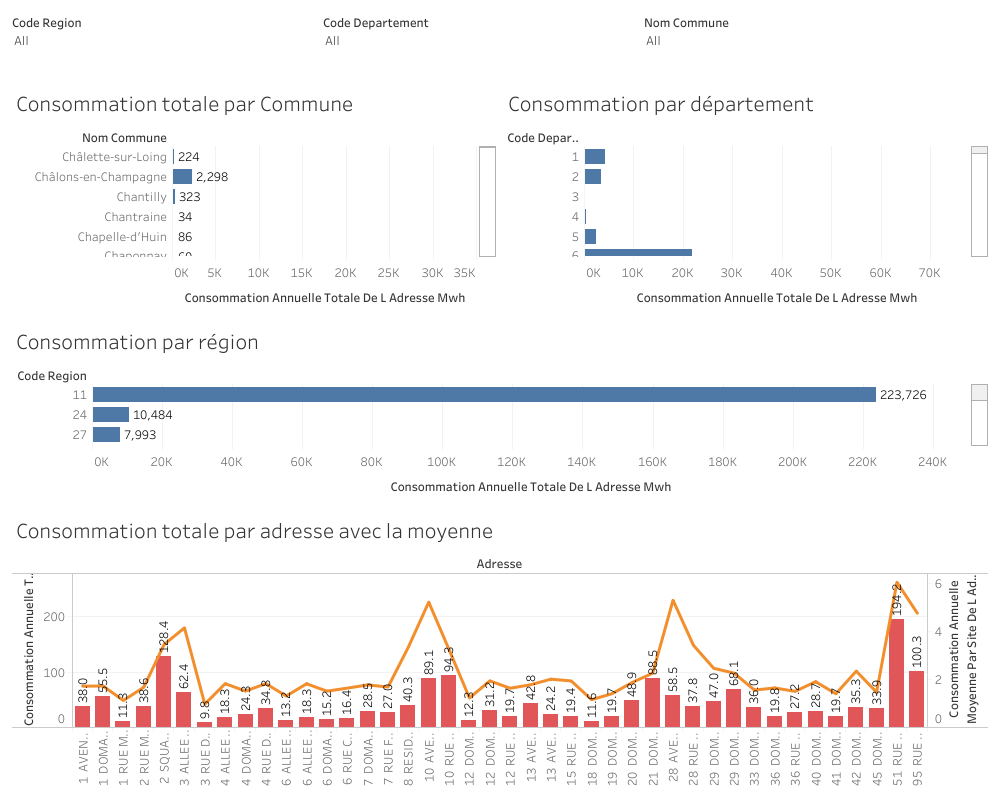 Code Region
Code Departement
Nom Commune
All
All
All
Consommation totale par Commune
Consommation par département
Nom Commune
Code Depar..
Châlette-sur-Loing 224
Châlons-en-Champagne 2,298
Chantilly 323
Chantraine 34
Chapelle-d'Huin 86
Chaponnay 60
0K 5K 10K 15K 20K 25K 30K 35K
Consommation Annuelle Totale De L Adresse Mwh
1
2
3
4
5
6
0K 10K 20K 30K 40K 50K 60K 70K
Consommation Annuelle Totale De L Adresse Mwh
Consommation par région
Code Region
11 223,726
24 10,484
27 7,993
0K 20K 40K 60K 80K 100K 120K 140K 160K 180K 200K 220K 240K
Consommation Annuelle Totale De L Adresse Mwh
Consommation totale par adresse avec la moyenne
Adresse
Consommation Annuelle T..
200
100
0
38.0 55.5 11.3 38.6 128.4 62.4 9.8 18.3 24.3 34.8 13.2 18.3 15.2 16.4 28.5 27.0 40.3 89.1 94.3 12.3 31.2 19.7 42.8 24.2 19.4 11.6 19.7 48.9 88.5 58.5 37.8 47.0 68.1 36.0 19.8 27.2 28.7 19.7 35.3 33.9 194.2 100.3
6
4
2
0
Consommation Annuelle
Moyenne Par Site De L Ad..
1 AVEN..
1 DOMA..
1 RUE M..
2 RUE M..
2 SQUA..
3 ALLEE..
3 RUE D..
4 ALLEE ..
4 DOMA..
4 RUE D..
6 ALLEE ..
6 ALLEE ..
6 DOMA..
6 RUE C..
7 DOMA..
7 RUE F..
8 RESID..
10 AVE..
10 RUE ..
12 DOM..
12 DOM..
12 RUE ..
13 AVE..
13 AVE..
15 RUE ..
18 DOM..
19 DOM..
20 DOM..
21 DOM..
28 AVE..
28 RUE ..
29 DOM..
29 DOM..
33 DOM..
36 DOM..
36 RUE ..
40 DOM..
41 DOM..
42 DOM..
45 DOM..
51 RUE ..
95 RUE ..